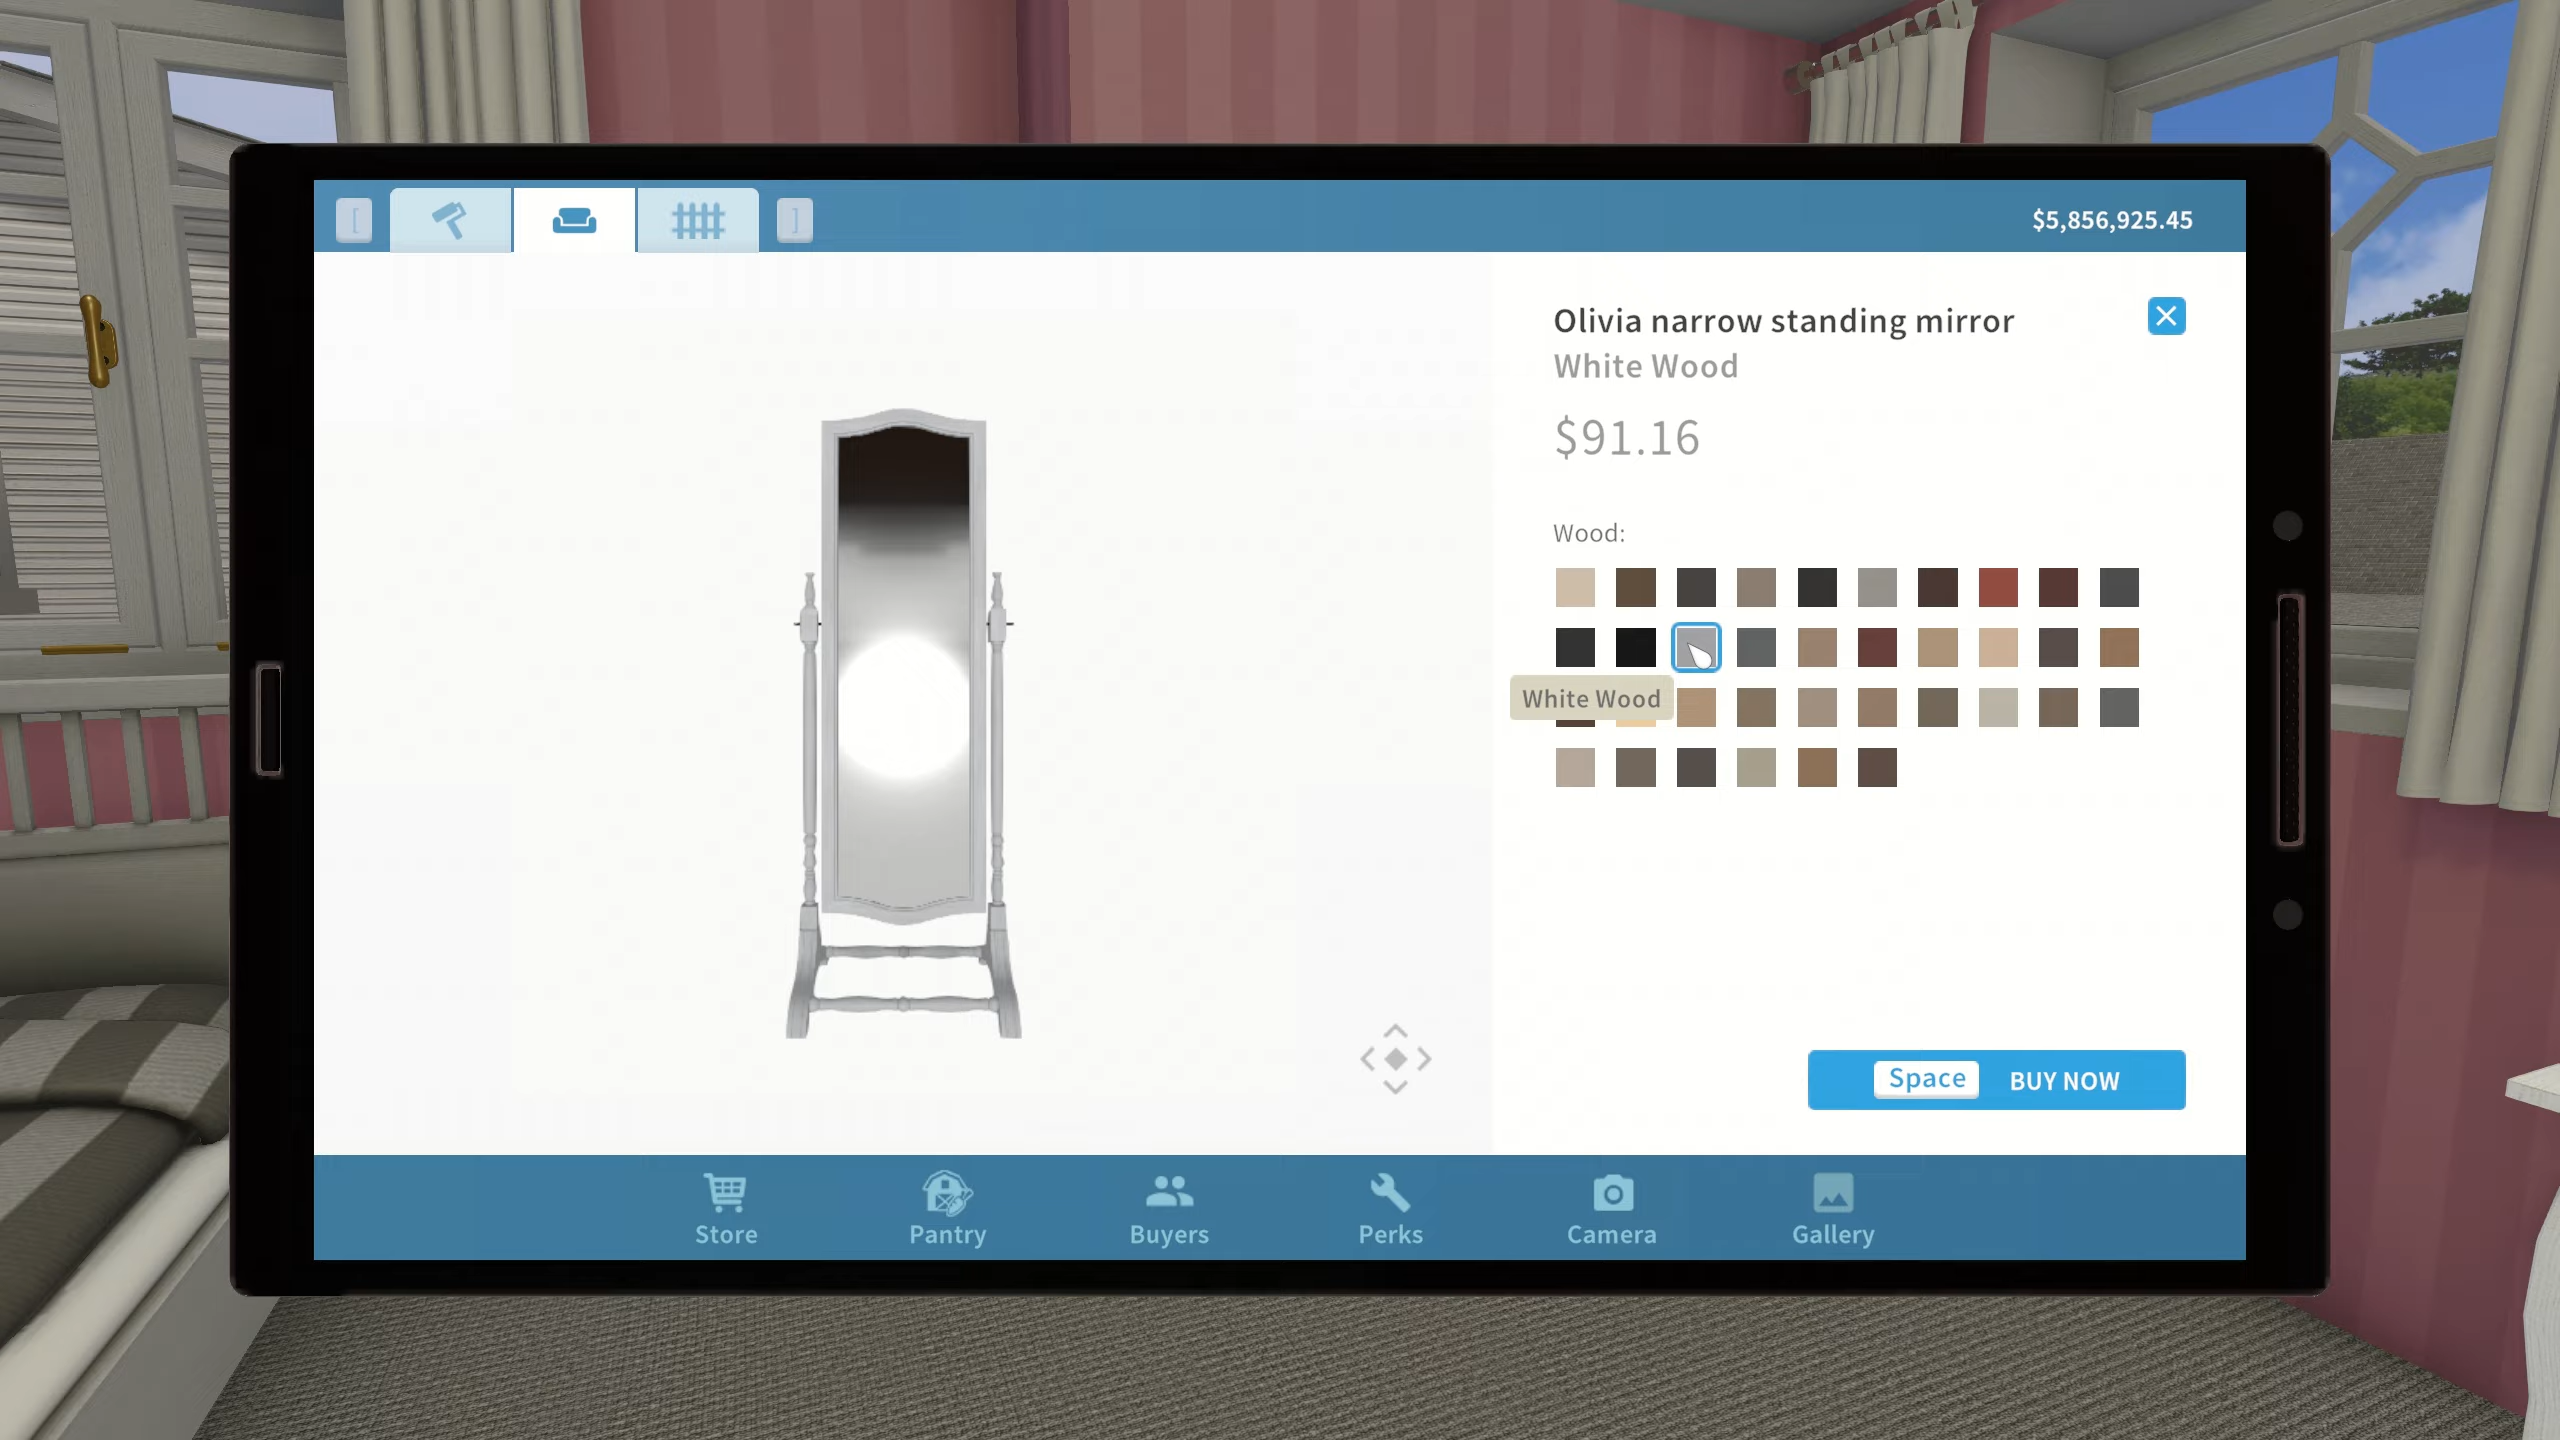 [
]
$5,856,925.45
Olivia narrow standing mirror
White Wood
$91.16
Wood:
White Wood
Space BUY NOW
Store Pantry Buyers Perks Camera Gallery